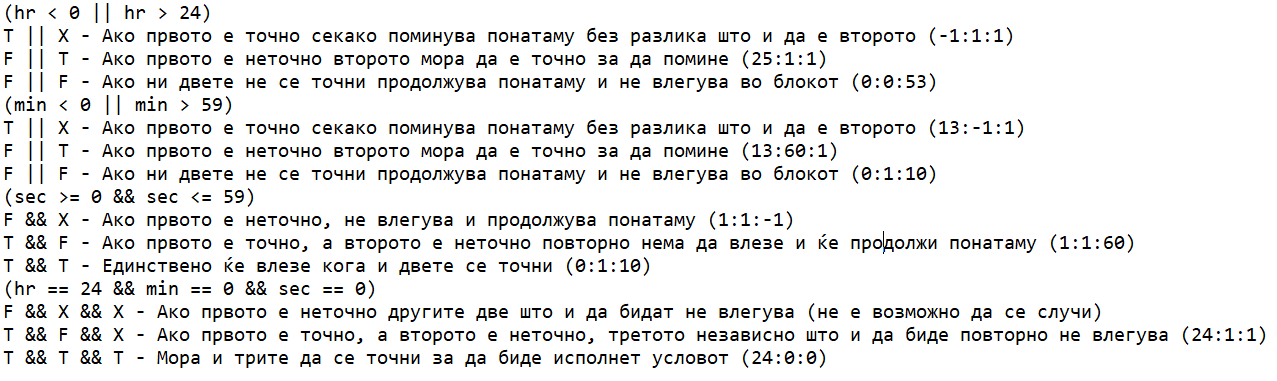 (hr < 0 || hr > 24)
T || X - Ако првото е точно секако поминува понатаму без разлика што и да е второто (-1:1:1)
F || T - Ако првото е неточно второто мора да е точно за да помине (25:1:1)
F || F - Ако ни двете не се точни продолжува понатаму и не влегува во блокот (0:0:53)
(min < 0 || min > 59)
T || X - Ако првото е точно секако поминува понатаму без разлика што и да е второто (13:-1:1)
F || T - Ако првото е неточно второто мора да е точно за да помине (13:60:1)
F || F - Ако ни двете не се точни продолжува понатаму и не влегува во блокот (0:1:10)
(sec >= 0 && sec <= 59)
F && X - Ако првото е неточно, не влегува и продолжува понатаму (1:1:-1)
T && F - Ако првото е точно, а второто е неточно повторно нема да влезе и ќе продолжи понатаму (1:1:60)
T && T - Единствено ќе влезе кога и двете се точни (0:1:10)
(hr == 24 && min == 0 && sec == 0)
F && X && X - Ако првото е неточно другите две што и да бидат не влегува (не е возможно да се случи)
T && F && X - Ако првото е точно, а второто е неточно, третото независно што и да биде повторно не влегува (24:1:1)
T && T && T - Мора и трите да се точни за да биде исполнет условот (24:0:0)